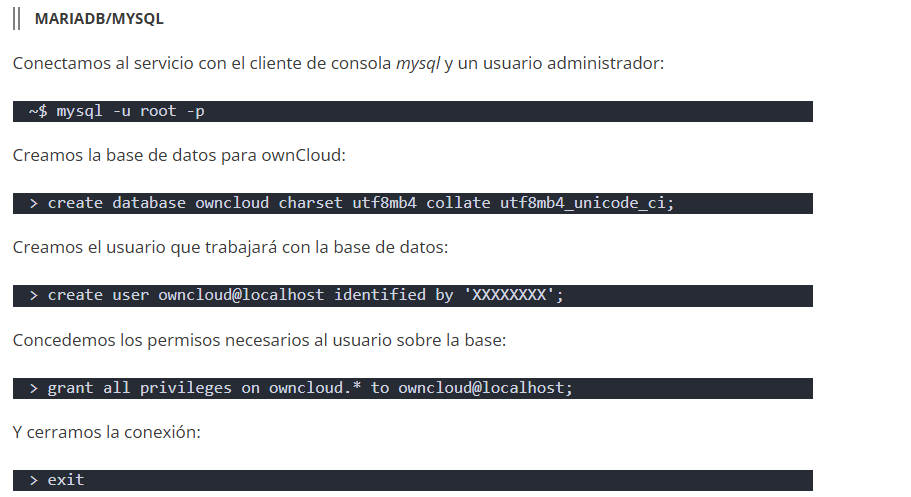 MARIADB/MYSQL
Conectamos al servicio con el cliente de consola mysql y un usuario administrador:
~$ mysql -u root -p
Creamos la base de datos para ownCloud:
> create database owncloud charset utf8mb4 collate utf8mb4_unicode_ci;
Creamos el usuario que trabajará con la base de datos:
> create user owncloud@localhost identified by 'XXXXXXXX';
Concedemos los permisos necesarios al usuario sobre la base:
> grant all privileges on owncloud.* to owncloud@localhost;
Y cerramos la conexión:
> exit